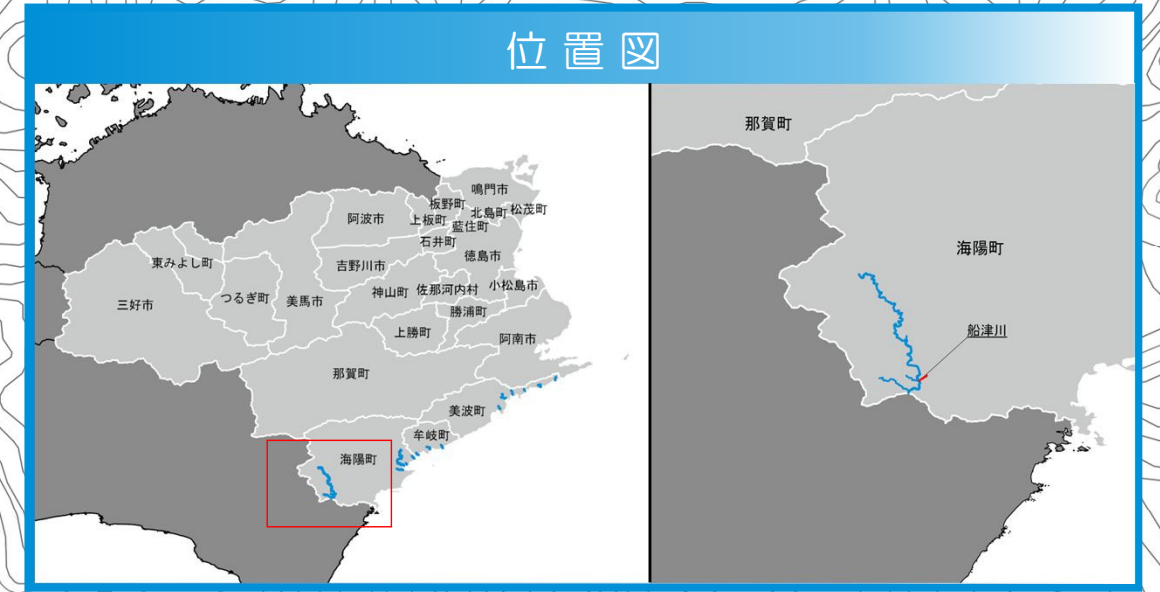 位置図
鳴門市
板野町
北島町
松茂町
阿波市
上板町
藍住町
石井町
徳島市
東みよし町
吉野川市
佐那河内村
小松島市
三好市
つるぎ町
美馬市
神山町
勝浦町
上勝町
阿南市
那賀町
美波町
牟岐町
海陽町
那賀町
海陽町
船津川